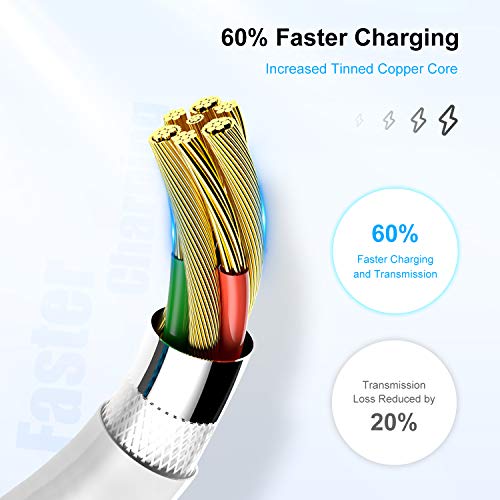 60% Faster Charging
Increased Tinned Copper Core
60%
Faster Charging
and Transmission
Transmission
Loss Reduced by
20%
Faster
Charging